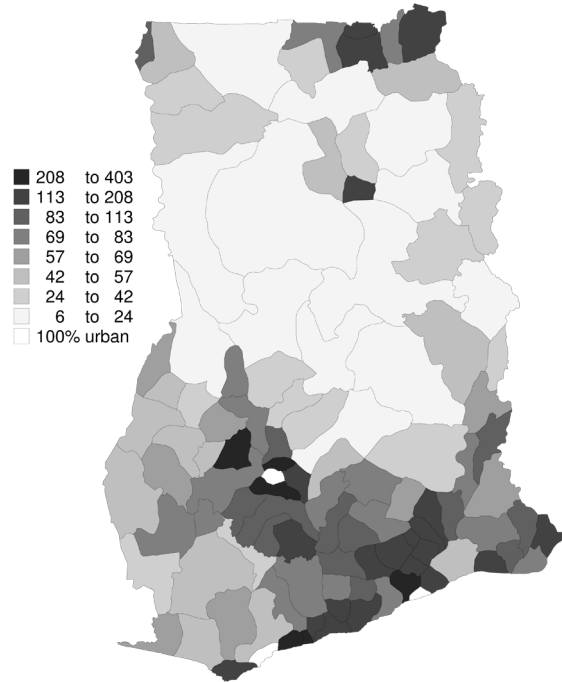 208 to 403
113 to 208
83 to 113
69 to 83
57 to 69
42 to 57
24 to 42
6 to 24
100% urban